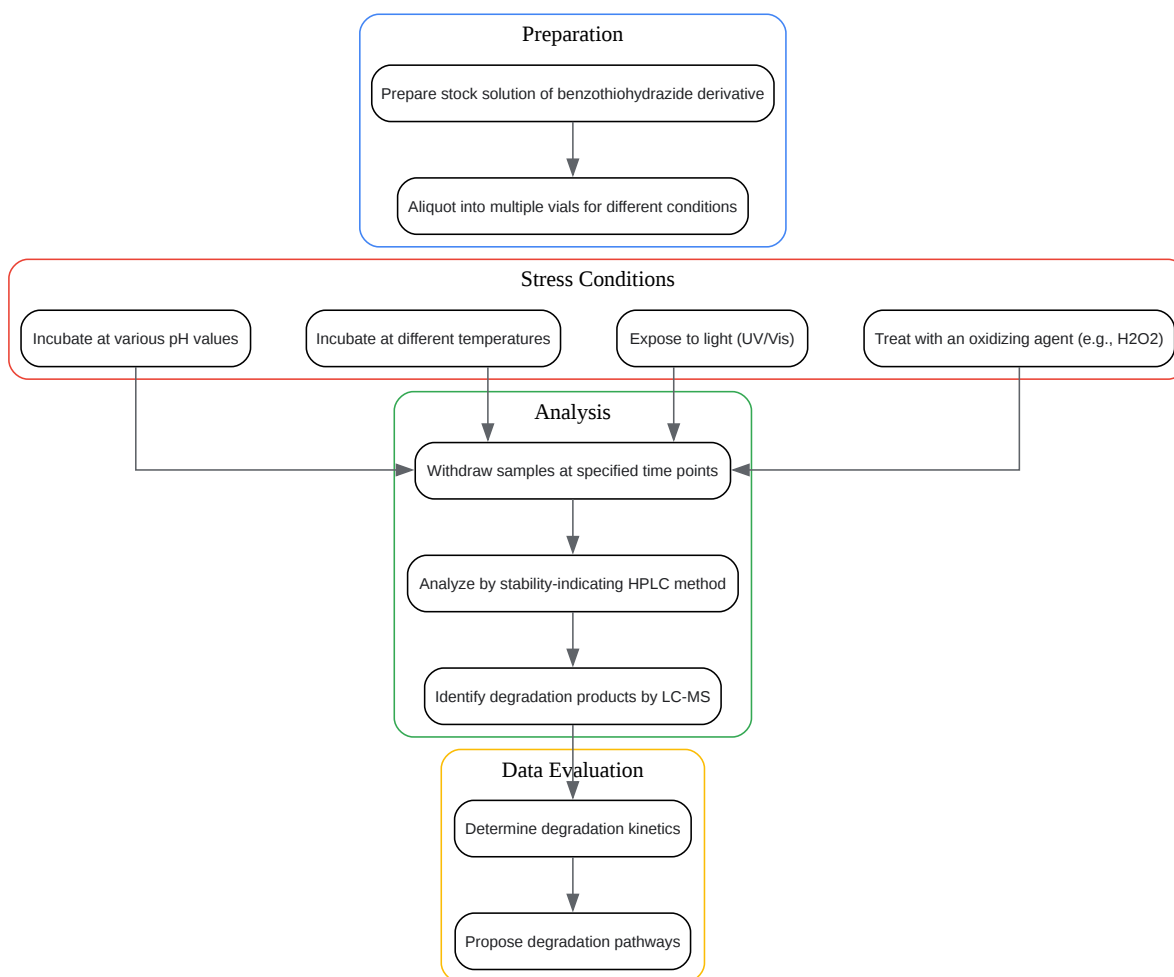 Preparation
Prepare stock solution of benzothiohydrazide derivative
Aliquot into multiple vials for different conditions
Stress Conditions
Incubate at various pH values
Incubate at different temperatures
Expose to light (UV/Vis)
Treat with an oxidizing agent (e.g., H2O2)
Analysis
Withdraw samples at specified time points
Analyze by stability-indicating HPLC method
Identify degradation products by LC-MS
Data Evaluation
Determine degradation kinetics
Propose degradation pathways